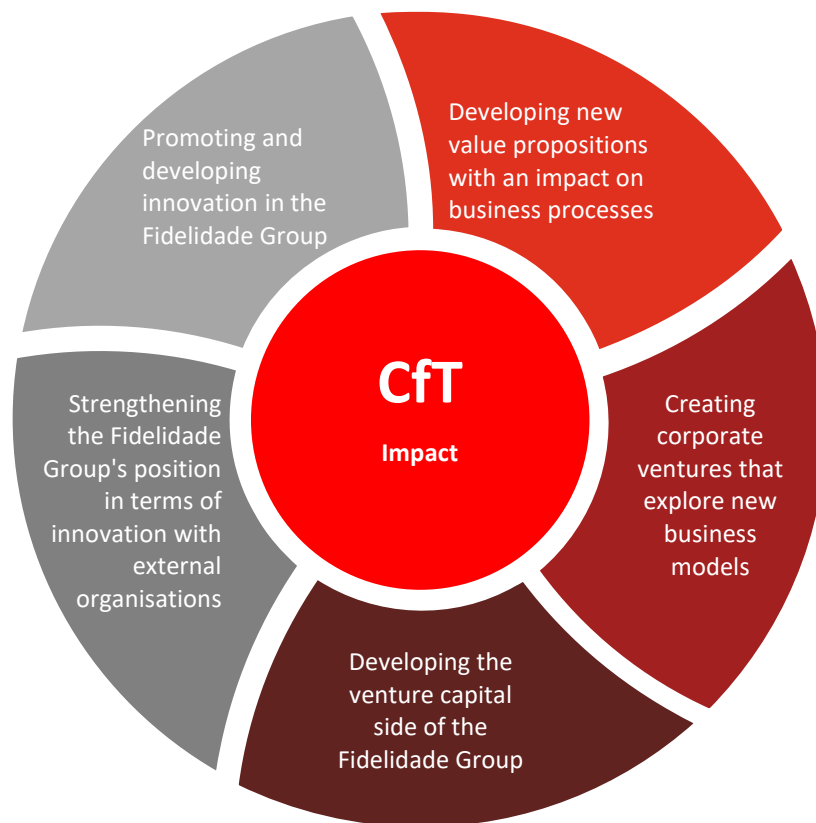 Promoting and
developing
innovation in the
Fidelidade Group
Developing new
value propositions
with an impact on
business processes
CfT
Impact
Strengthening
the Fidelidade
Group's position
in terms of
innovation with
external
organisations
Creating
corporate
ventures that
explore new
business
models
Developing the
venture capital
side of the
Fidelidade Group